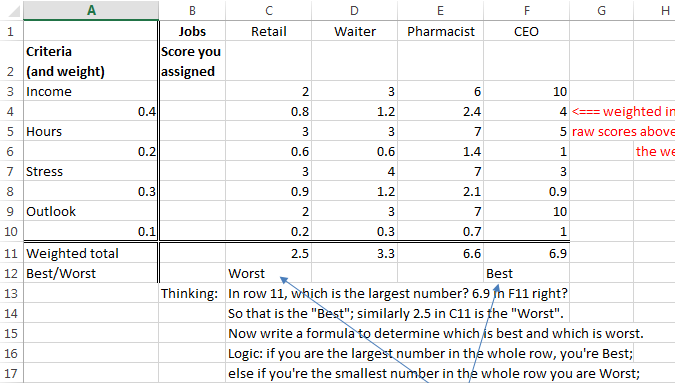 A B C D E F G H
1 Jobs Retail Waiter Pharmacist CEO
Criteria Score you
2 (and weight) assigned
3 Income 2 3 6 10
4 0.4 0.8 1.2 2.4 4 <=== weighted in
5 Hours 3 3 7 5 raw scores above
6 0.2 0.6 0.6 1.4 1 the we
7 Stress 3 4 7 3
8 0.3 0.9 1.2 2.1 0.9
9 Outlook 2 3 7 10
10 0.1 0.2 0.3 0.7 1
11 Weighted total 2.5 3.3 6.6 6.9
12 Best/Worst Worst Best
13 Thinking: In row 11, which is the largest number? 6.9 in F11 right?
14 So that is the "Best"; similarly 2.5 in C11 is the "Worst".
15 Now write a formula to determine which is best and which is worst.
16 Logic: if you are the largest number in the whole row, you're Best;
17 else if you're the smallest number in the whole row you are Worst;